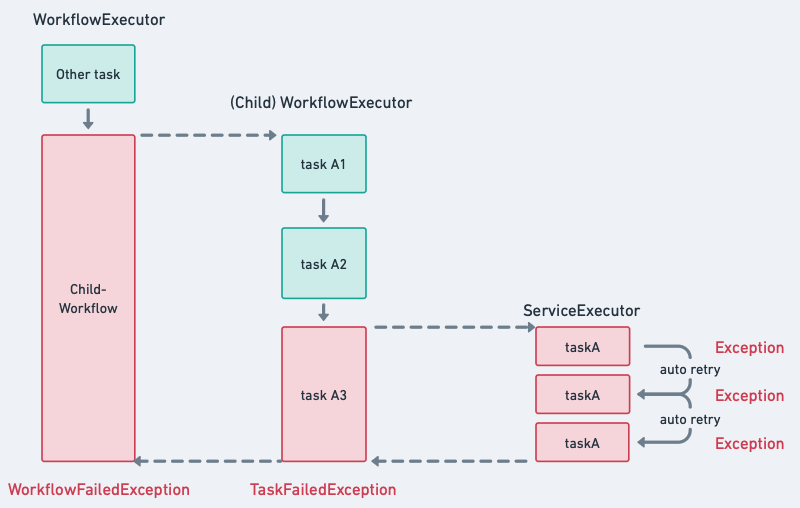 WorkflowExecutor
Other task
(Child) WorkflowExecutor
task A1
task A2
Child-
Workflow
ServiceExecutor
taskA
Exception
auto retry
task A3
taskA
Exception
auto retry
taskA
Exception
WorkflowFailedException
TaskFailedException